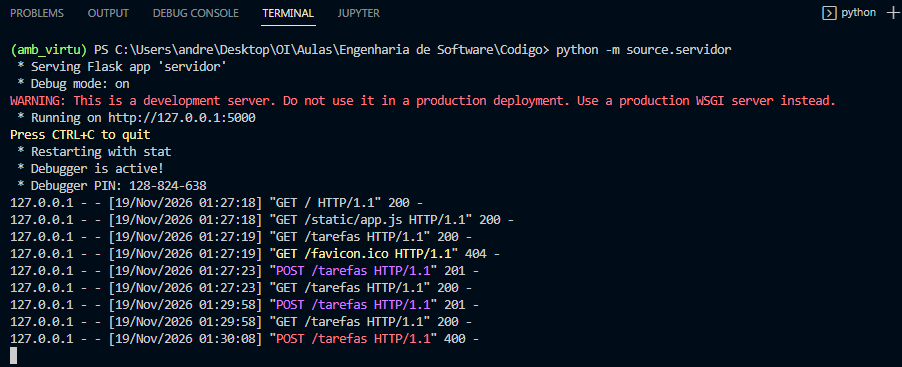 PROBLEMS OUTPUT DEBUG CONSOLE TERMINAL JUPYTER python
(amb_virtu) PS C:\Users\andre\Desktop\OI\Aulas\Engenharia de Software\Codigo> python -m source.servidor
* Serving Flask app 'servidor'
* Debug mode: on
WARNING: This is a development server. Do not use it in a production deployment. Use a production WSGI server instead.
* Running on http://127.0.0.1:5000
Press CTRL+C to quit
* Restarting with stat
* Debugger is active!
* Debugger PIN: 128-824-638
127.0.0.1 - - [19/Nov/2026 01:27:18] "GET / HTTP/1.1" 200 -
127.0.0.1 - - [19/Nov/2026 01:27:18] "GET /static/app.js HTTP/1.1" 200 -
127.0.0.1 - - [19/Nov/2026 01:27:19] "GET /tarefas HTTP/1.1" 200 -
127.0.0.1 - - [19/Nov/2026 01:27:19] "GET /favicon.ico HTTP/1.1" 404 -
127.0.0.1 - - [19/Nov/2026 01:27:23] "POST /tarefas HTTP/1.1" 201 -
127.0.0.1 - - [19/Nov/2026 01:27:23] "GET /tarefas HTTP/1.1" 200 -
127.0.0.1 - - [19/Nov/2026 01:29:58] "POST /tarefas HTTP/1.1" 201 -
127.0.0.1 - - [19/Nov/2026 01:29:58] "GET /tarefas HTTP/1.1" 200 -
127.0.0.1 - - [19/Nov/2026 01:30:08] "POST /tarefas HTTP/1.1" 400 -